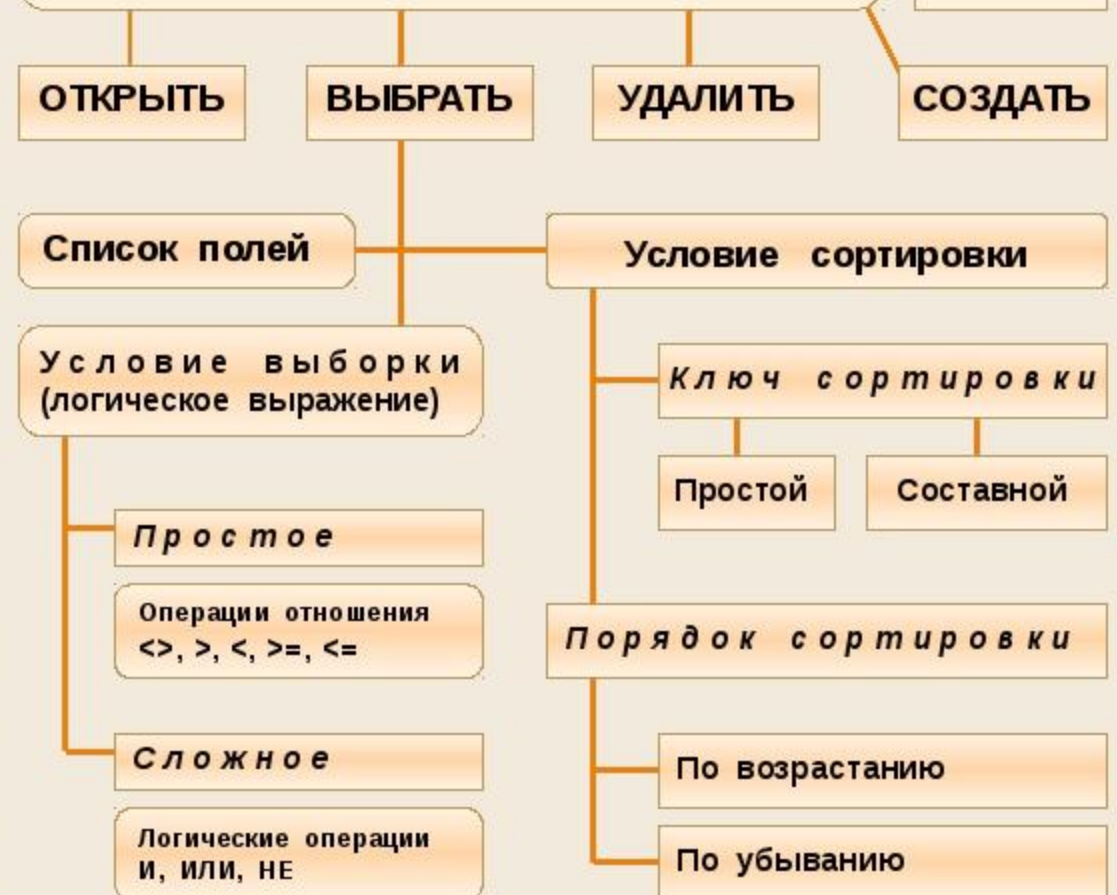 ОТКРЫТЬ
ВЫБРАТЬ
УДАЛИТЬ
СОЗДАТЬ
Список полей
Условие сортировки
Условие выборки
(логическое выражение)
Ключ сортировки
Простой
Составной
Простое
Операции отношения
<>, >, <, >=, <=
Порядок сортировки
Сложное
По возрастанию
Логические операции
И, ИЛИ, НЕ
По убыванию